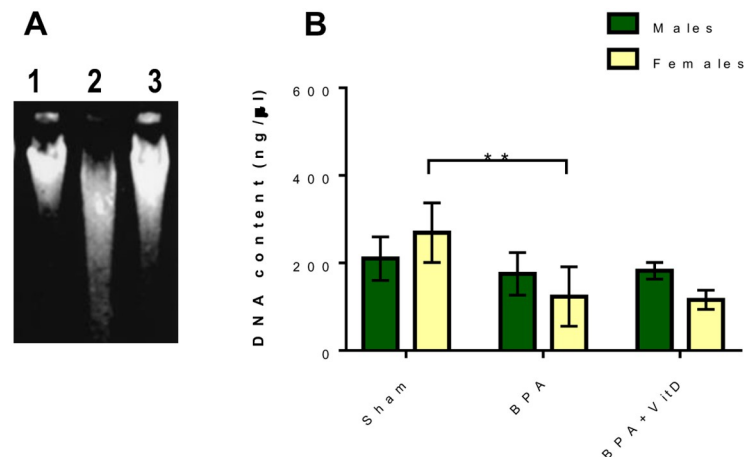 A
1 2 3
B
Males
Females
DNA content (ng/µl)
600
400
200
0
**
Sham
BPA
BPA+VitD